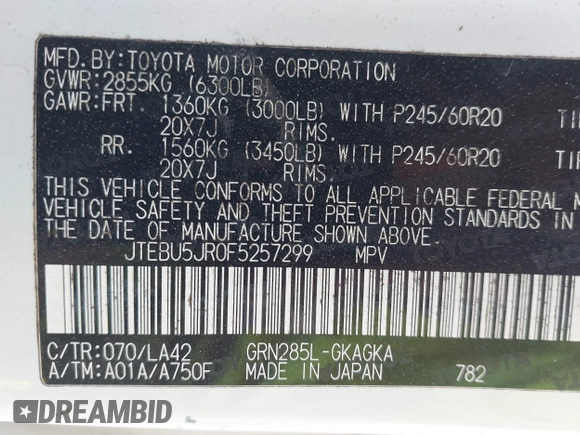 MFD. BY: TOYOTA MOTOR CORPORATION
GVWR: 2855KG (6300LB)
GAWR: FRT. 1360KG (3000LB) WITH P245/60R20
20X7J RIMS.
RR. 1560KG (3450LB) WITH P245/60R20
20X7J RIMS.
THIS VEHICLE CONFORMS TO ALL APPLICABLE FEDERAL
VEHICLE SAFETY AND THEFT PREVENTION STANDARDS IN
THE DATE OF MANUFACTURE SHOWN ABOVE.
JTEBU5JR0F5257299 MPV
C/TR: 070/LA42 GRN285L-GKAGKA
A/TM: A01A/A750F MADE IN JAPAN 782
DREAMBID